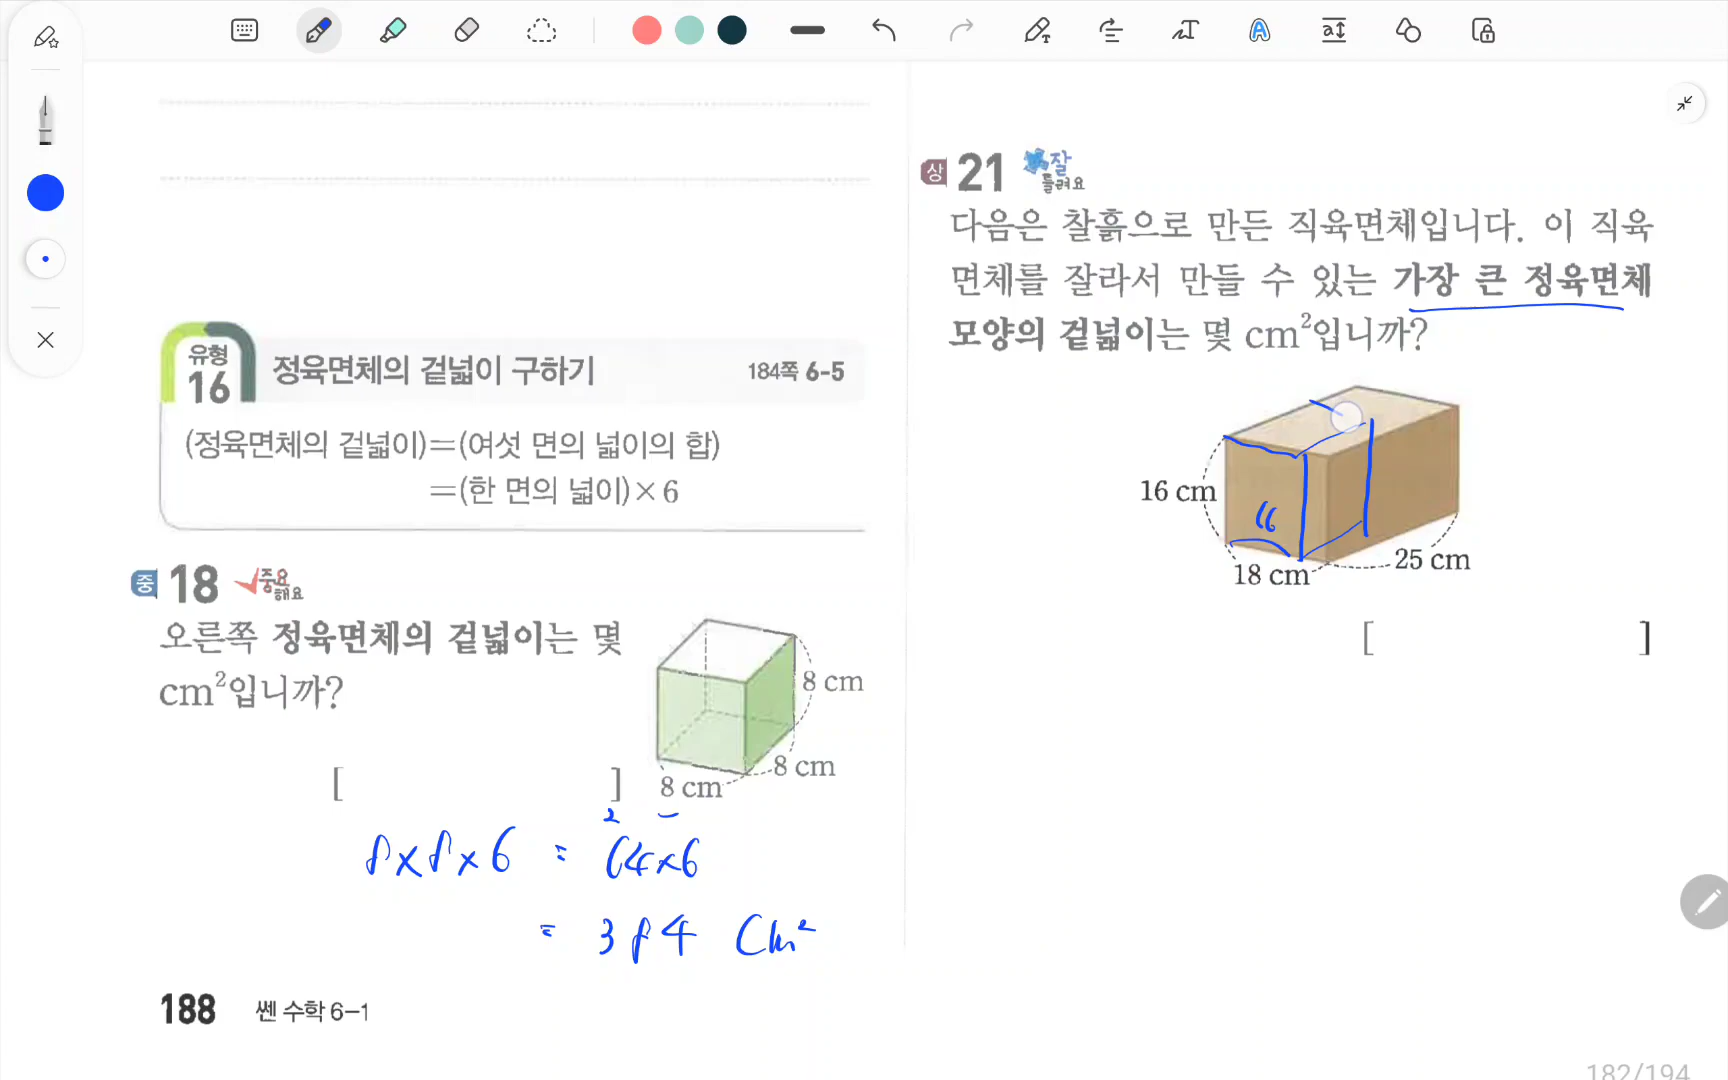 유형
16
정육면체의 겉넓이 구하기
184쪽 6-5
(정육면체의 겉넓이)=(여섯 면의 넓이의 합)
=(한 면의 넓이)×6
중 18 중요해요
오른쪽 정육면체의 겉넓이는 몇
cm²입니까?
8 cm
8 cm
8 cm
[ ]
8×8×6 = 64×6
= 384 cm²
188 쎈 수학 6-1
상 21 잘 틀려요
다음은 찰흙으로 만든 직육면체입니다. 이 직육
면체를 잘라서 만들 수 있는 가장 큰 정육면체
모양의 겉넓이는 몇 cm²입니까?
16 cm
16
18 cm
25 cm
[ ]
182/194